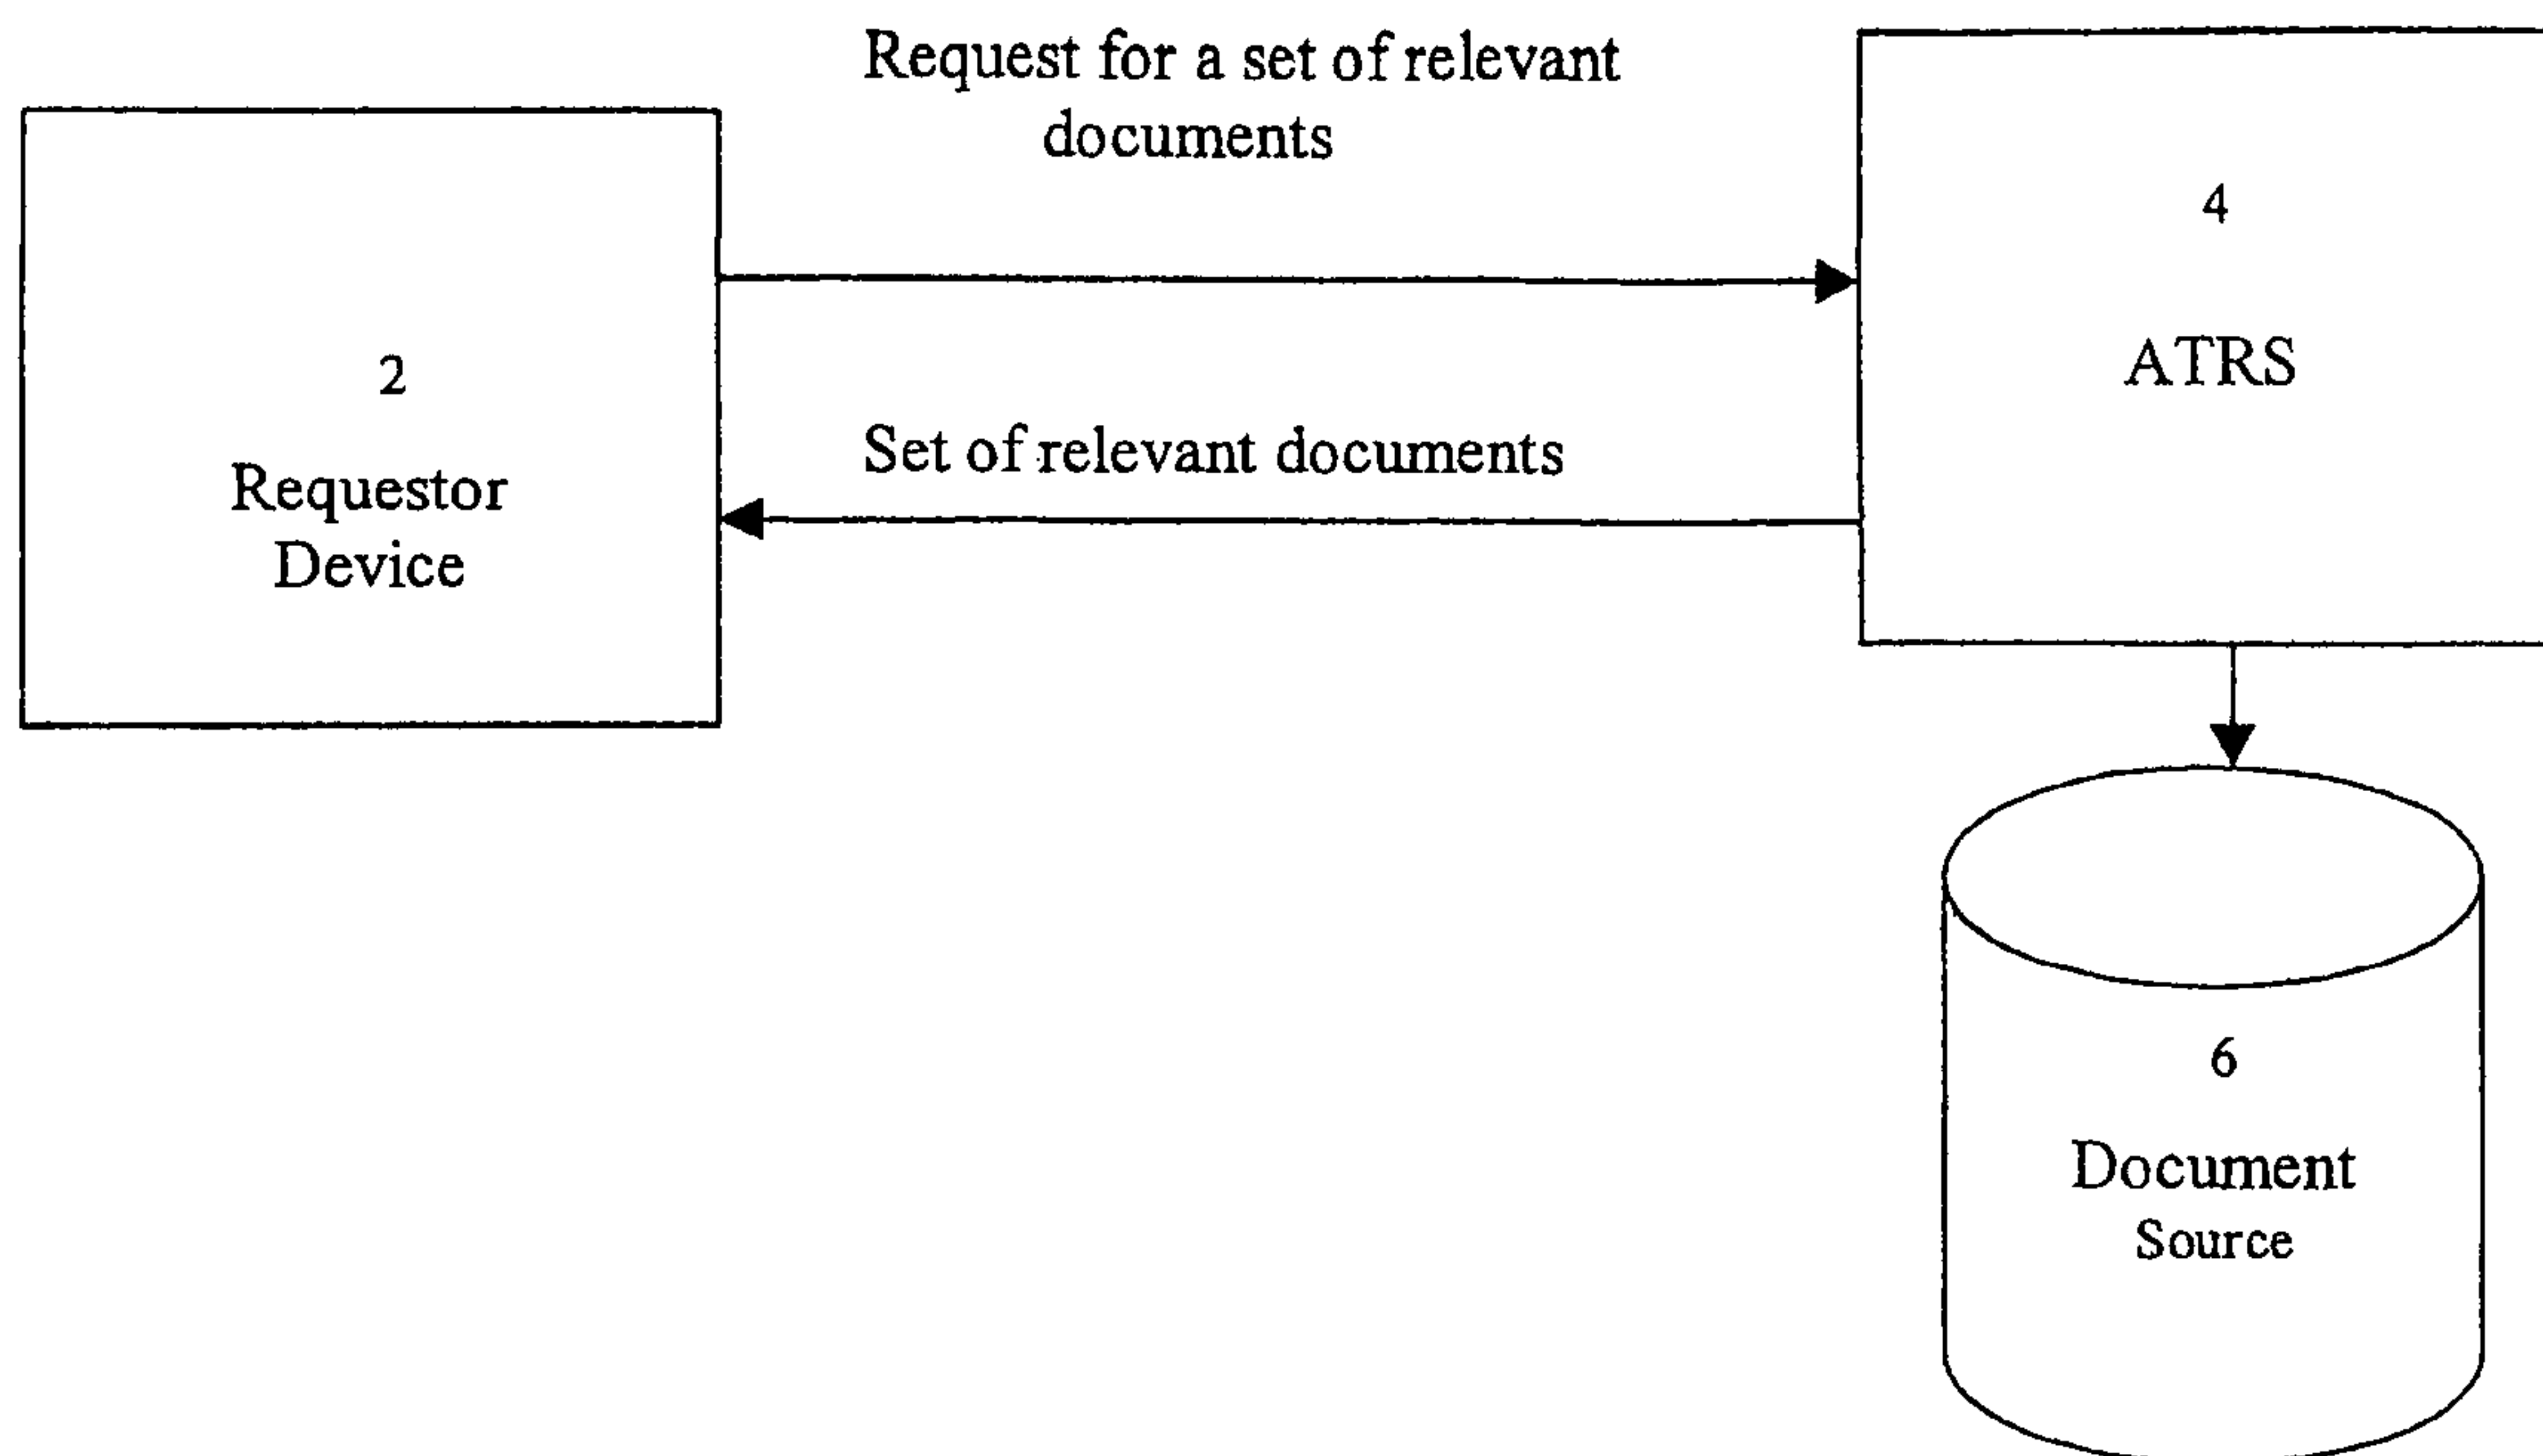 Request for a set of relevant
documents
4
ATRS
2
Requestor
Device
Set of relevant documents
6
Document
Source